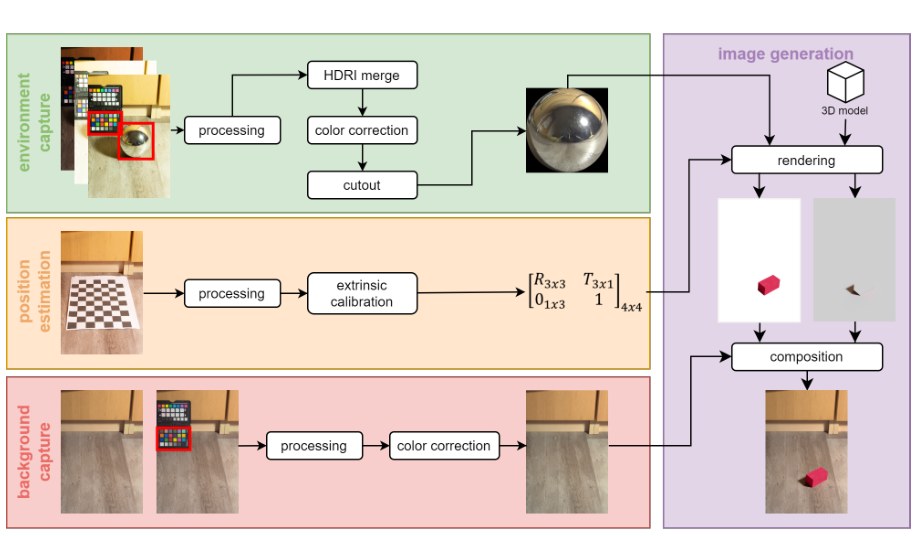 environment
capture
processing
HDRI merge
color correction
cutout
position
estimation
processing
extrinsic
calibration
[R3x3 T3x1
01x3 1]4x4
background
capture
processing
color correction
image generation
3D model
rendering
composition